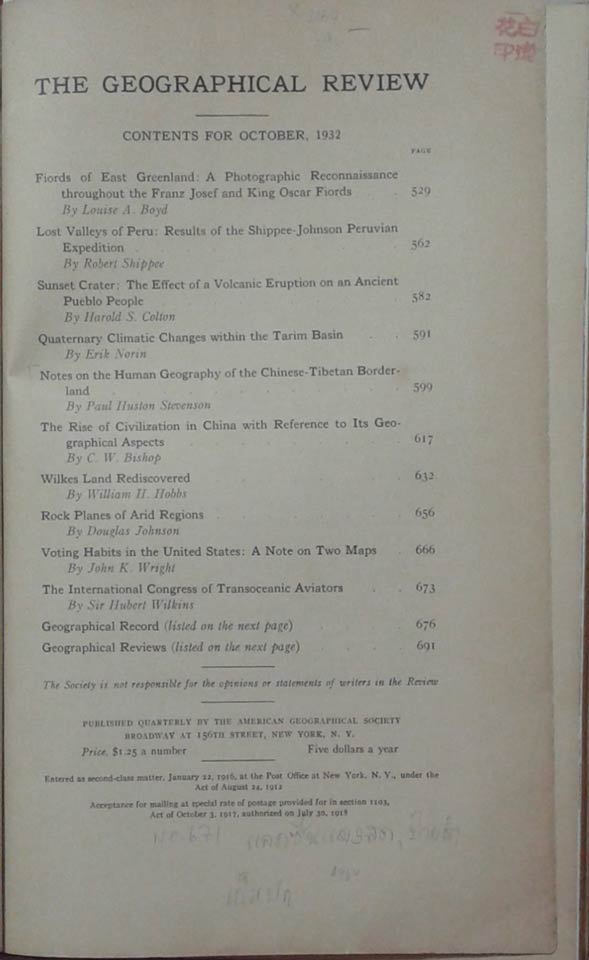 THE GEOGRAPHICAL REVIEW
CONTENTS FOR OCTOBER, 1932
PAGE
Fiords of East Greenland: A Photographic Reconnaissance
throughout the Franz Josef and King Oscar Fiords 529
By Louise A. Boyd
Lost Valleys of Peru: Results of the Shippee-Johnson Peruvian
Expedition 562
By Robert Shippee
Sunset Crater: The Effect of a Volcanic Eruption on an Ancient
Pueblo People 582
By Harold S. Colton
Quaternary Climatic Changes within the Tarim Basin 591
By Erik Norin
Notes on the Human Geography of the Chinese-Tibetan Border-
land 599
By Paul Huston Stevenson
The Rise of Civilization in China with Reference to Its Geo-
graphical Aspects 617
By C. W. Bishop
Wilkes Land Rediscovered 632
By William H. Hobbs
Rock Planes of Arid Regions 656
By Douglas Johnson
Voting Habits in the United States: A Note on Two Maps 666
By John K. Wright
The International Congress of Transoceanic Aviators 673
By Sir Hubert Wilkins
Geographical Record (listed on the next page) 676
Geographical Reviews (listed on the next page) 691
The Society is not responsible for the opinions or statements of writers in the Review
PUBLISHED QUARTERLY BY THE AMERICAN GEOGRAPHICAL SOCIETY
BROADWAY AT 156TH STREET, NEW YORK, N. Y.
Price, $1.25 a number Five dollars a year
Entered as second-class matter, January 22, 1916, at the Post Office at New York, N. Y., under the
Act of August 24, 1912
Acceptance for mailing at special rate of postage provided for in section 1103,
Act of October 3, 1917, authorized on July 30, 1918